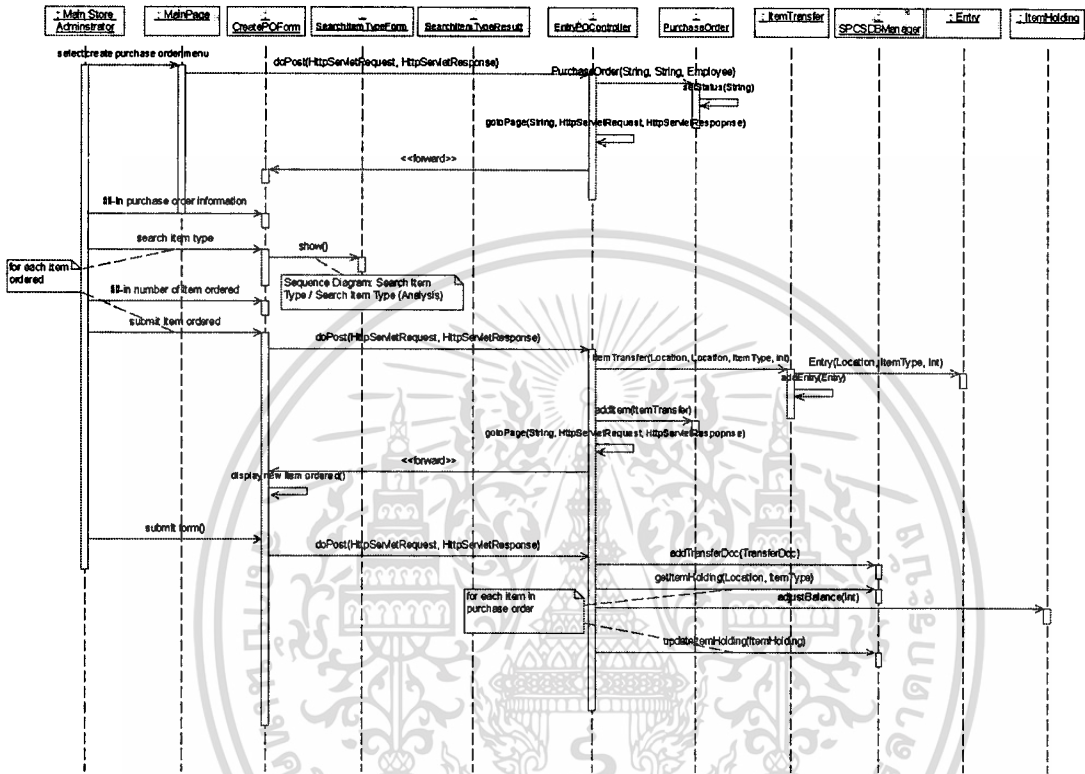 : Main Store
Adminstrator
: MainPage
:
CreatePOForm
:
SearchItemTypeForm
:
SearchItemTypeResult
:
EntryPOController
:
PurchaseOrder
: ItemTransfer
:
SPCSDBManager
: Entry
: ItemHolding
select create purchase order menu
doPost(HttpServletRequest, HttpServletResponse)
PurchaseOrder(String, String, Employee)
setStatus(String)
gotoPage(String, HttpServletRequest, HttpServletRespopnse)
<<forward>>
fill-in purchase order information
search item type
show()
for each item
ordered
Sequence Diagram: Search Item
Type / Search Item Type (Analysis)
fill-in number of item ordered
submit item ordered
doPost(HttpServletRequest, HttpServletResponse)
ItemTransfer(Location, Location, ItemType, int)
Entry(Location, ItemType, int)
addEntry(Entry)
addItem(ItemTransfer)
gotoPage(String, HttpServletRequest, HttpServletRespopnse)
<<forward>>
display new item ordered()
submit form()
doPost(HttpServletRequest, HttpServletResponse)
addTransferDoc(TransferDoc)
getItemHolding(Location, ItemType)
for each item in
purchase order
adjustBalance(int)
updateItemHolding(ItemHolding)